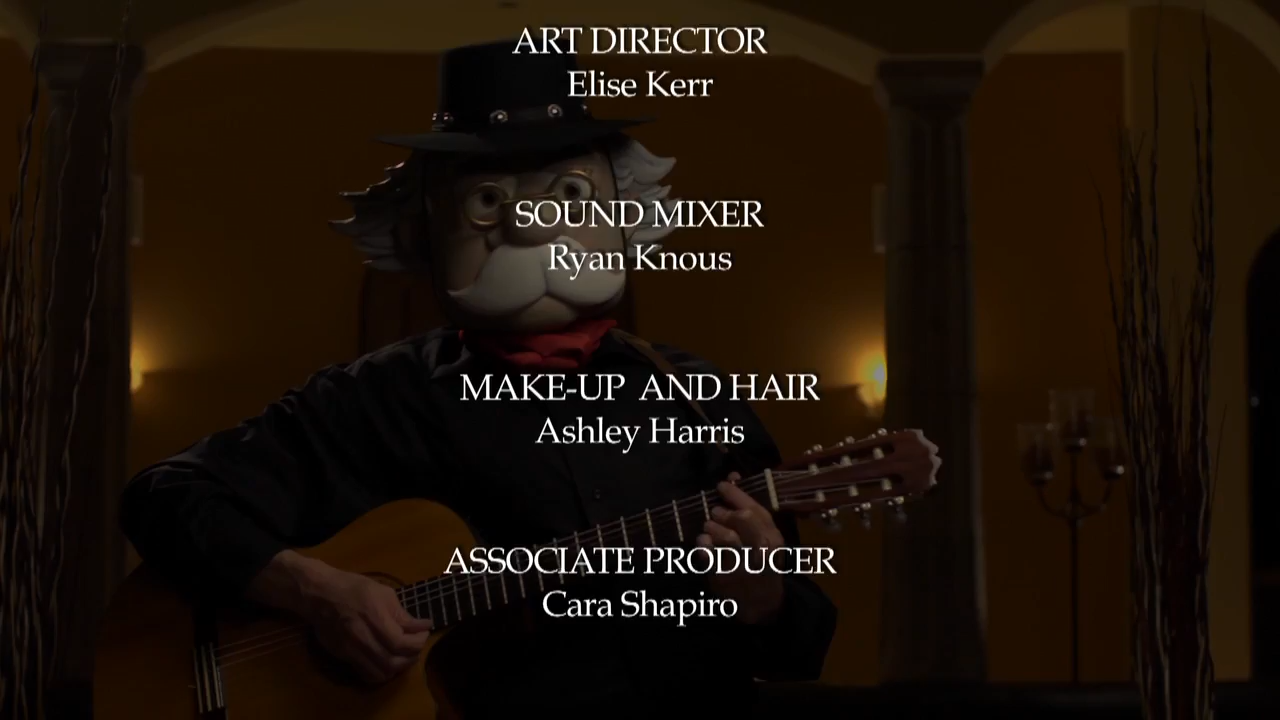 ART DIRECTOR
Elise Kerr
SOUND MIXER
Ryan Knous
MAKE-UP AND HAIR
Ashley Harris
ASSOCIATE PRODUCER
Cara Shapiro